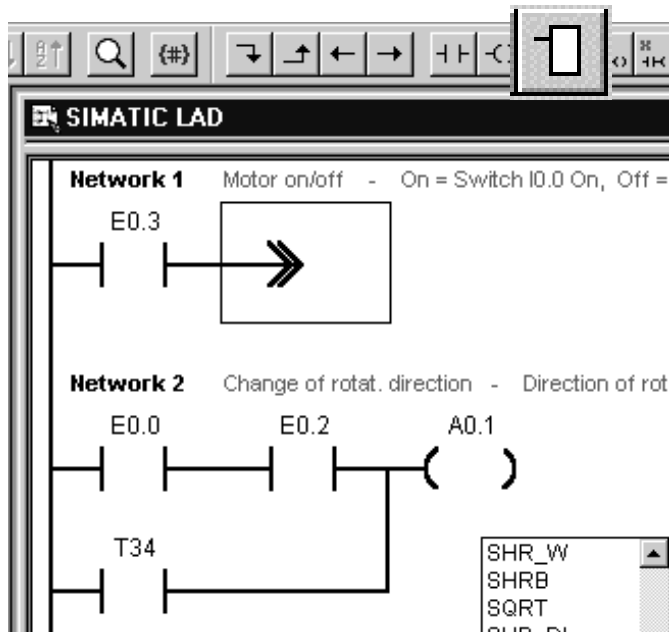 {#}
SIMATIC LAD
Network 1 Motor on/off - On = Switch I0.0 On, Off =
E0.3
Network 2 Change of rotat. direction - Direction of rot
E0.0 E0.2 A0.1
T34
SHR_W
SHRB
SQRT